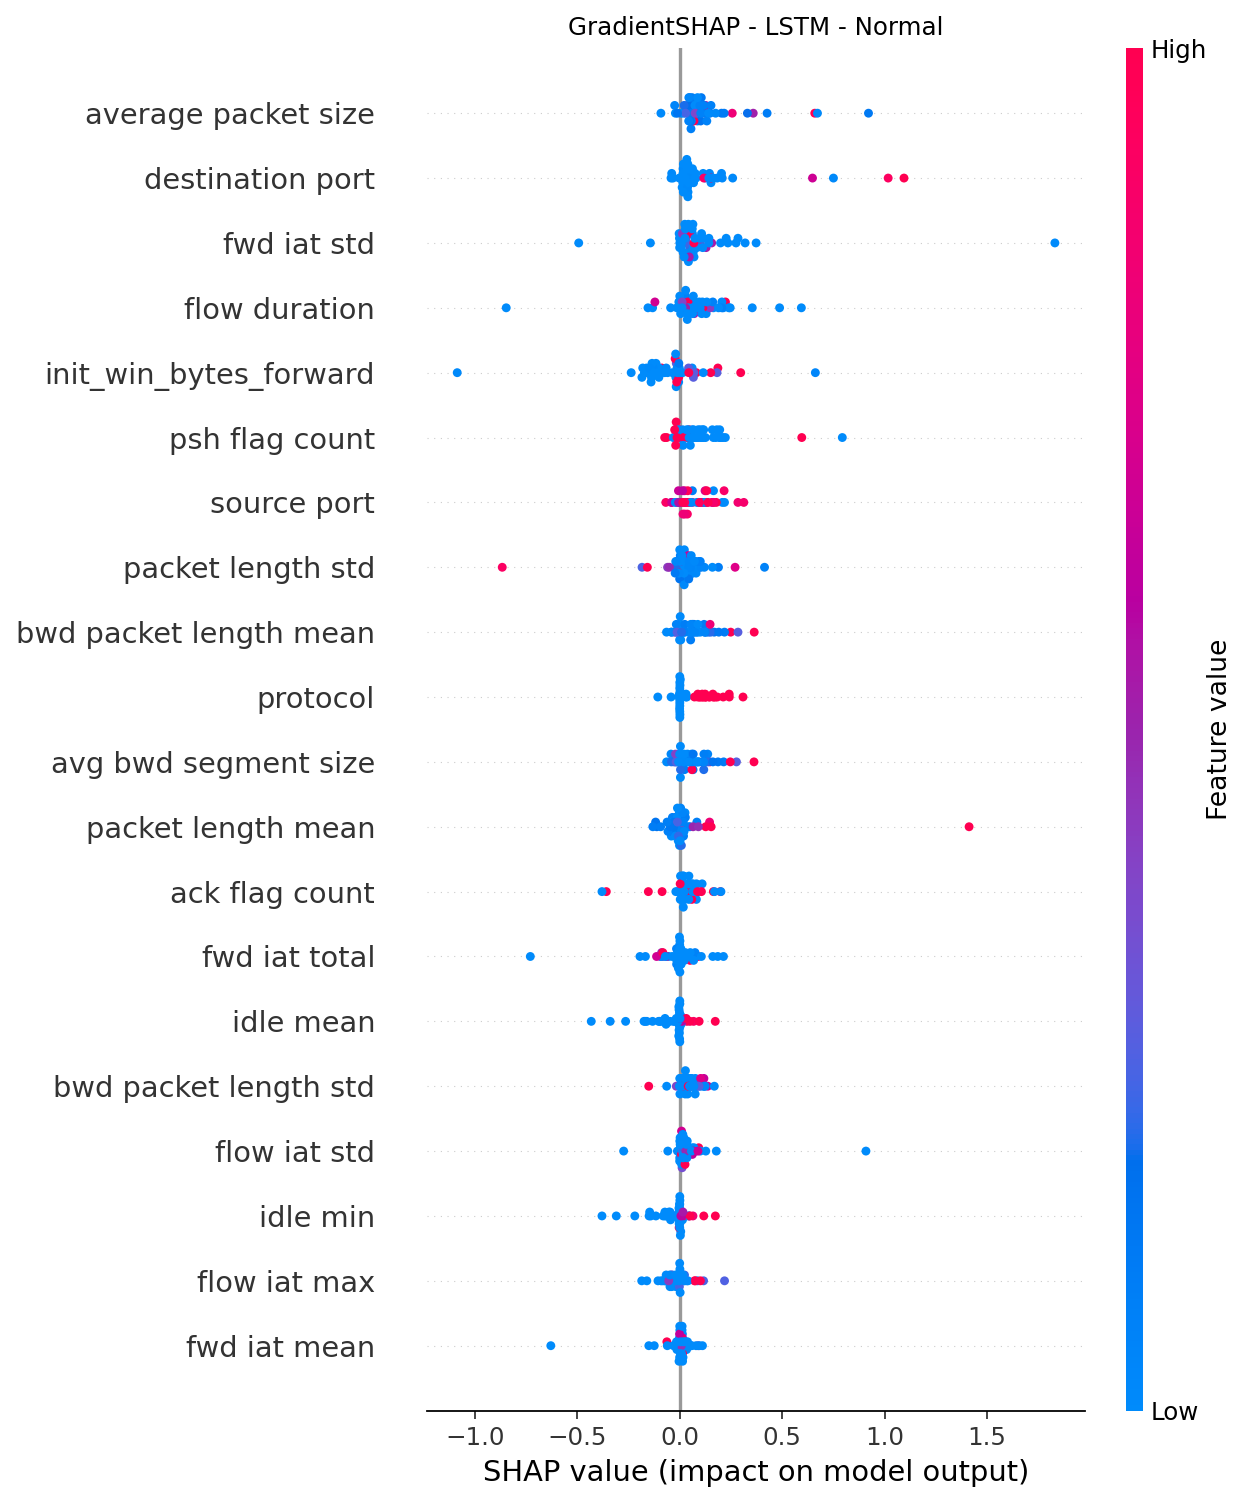 GradientSHAP - LSTM - Normal
High
average packet size
destination port
fwd iat std
flow duration
init_win_bytes_forward
psh flag count
source port
packet length std
bwd packet length mean
protocol
avg bwd segment size
packet length mean
ack flag count
fwd iat total
idle mean
bwd packet length std
flow iat std
idle min
flow iat max
fwd iat mean
Feature value
Low
−1.0 −0.5 0.0 0.5 1.0 1.5
SHAP value (impact on model output)